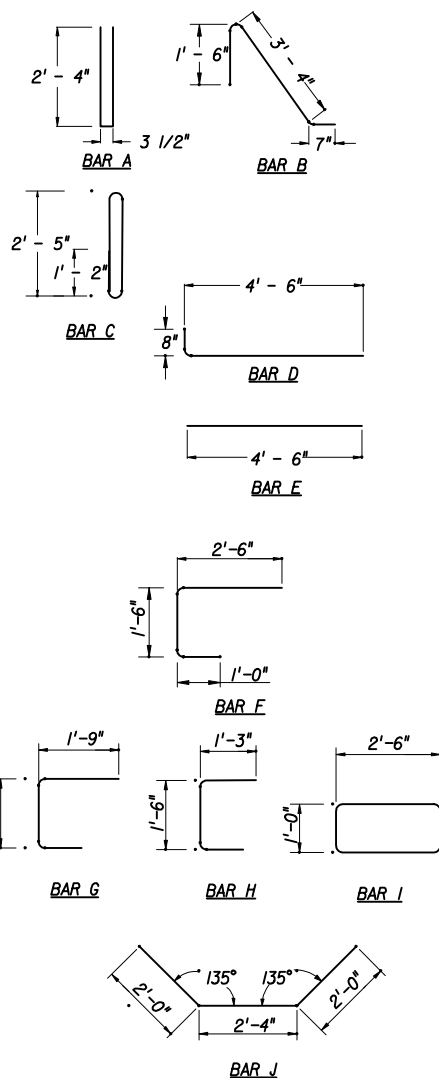 2' - 4"
3 1/2"
BAR A
1' - 6"
3' - 4"
7"
BAR B
2' - 5"
1' - 2"
BAR C
4' - 6"
8"
BAR D
4' - 6"
BAR E
2'-6"
1'-6"
1'-0"
BAR F
1'-9"
BAR G
1'-3"
1'-6"
BAR H
2'-6"
1'-0"
BAR I
135°
135°
2'-0"
2'-4"
2'-0"
BAR J